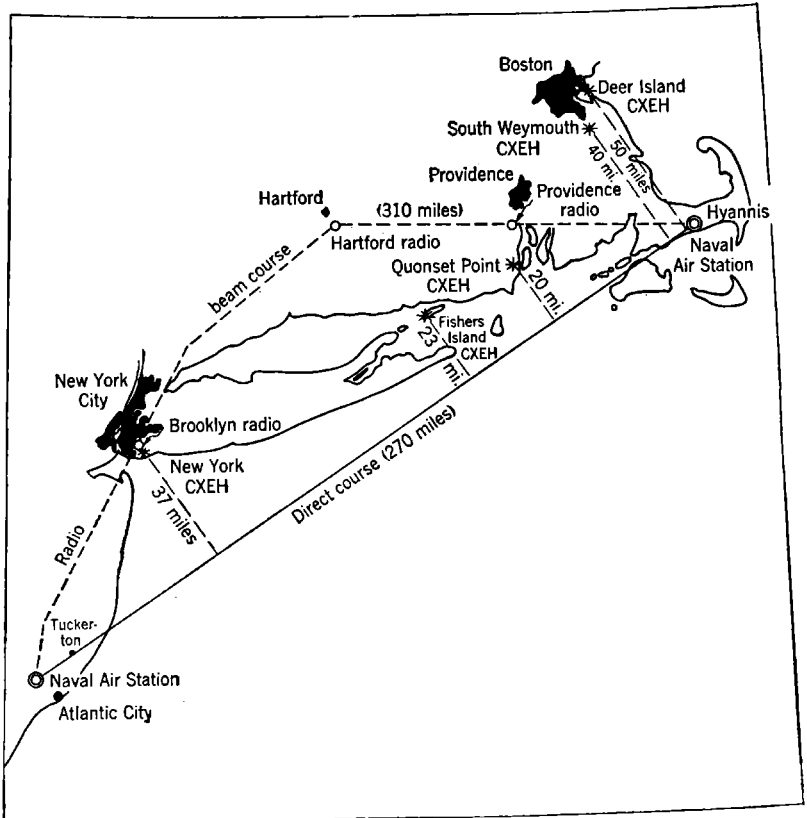 Boston
Deer Island
CXEH
South Weymouth
CXEH
50 miles
40 mi.
Providence
Hartford
(310 miles)
Providence
radio
Hyannis
Hartford radio
Naval
Air Station
beam course
Quonset Point
CXEH
20 mi.
Fishers
Island
CXEH
23
mi.
New York
City
Brooklyn radio
Direct course (270 miles)
New York
CXEH
37 miles
Radio
Tucker-
ton
Naval Air Station
Atlantic City